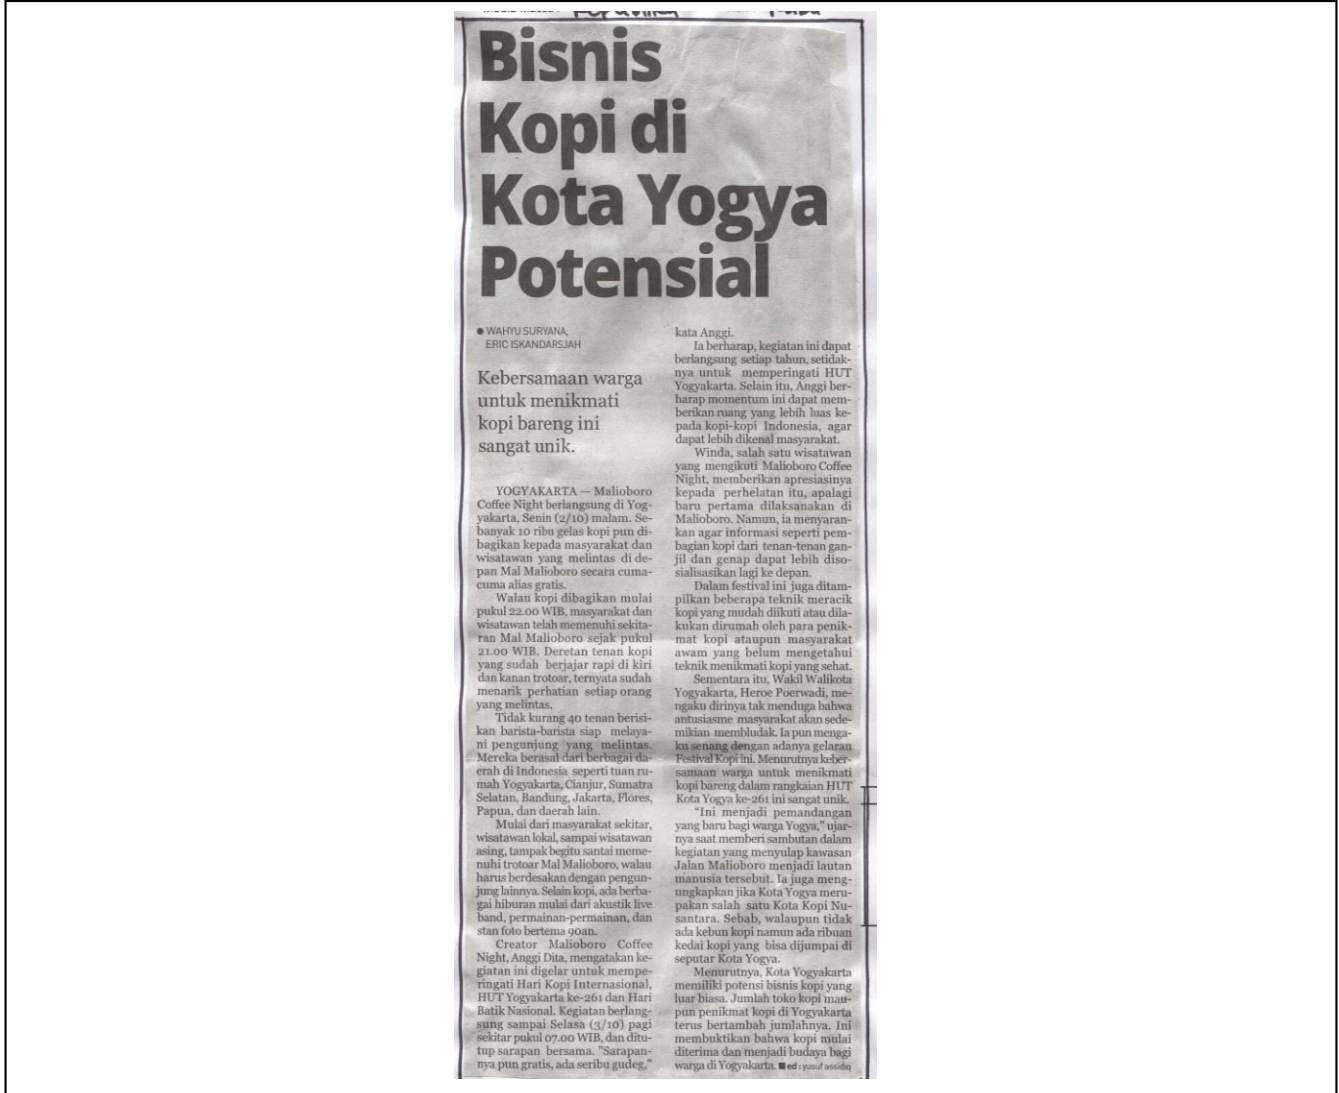 Bisnis
Kopi di
Kota Yogya
Potensial
● WAHYU SURYANA,
ERIC ISKANDARSJAH
Kebersamaan warga
untuk menikmati
kopi bareng ini
sangat unik.
YOGYAKARTA — Malioboro
Coffee Night berlangsung di Yog-
yakarta, Senin (2/10) malam. Se-
banyak 10 ribu gelas kopi pun di-
bagikan kepada masyarakat dan
wisatawan yang melintas di de-
pan Mal Malioboro secara cuma-
cuma alias gratis.
Walau kopi dibagikan mulai
pukul 22.00 WIB, masyarakat dan
wisatawan telah memenuhi sekita-
ran Mal Malioboro sejak pukul
21.00 WIB. Deretan tenan kopi
yang sudah berjajar rapi di kiri
dan kanan trotoar, ternyata sudah
menarik perhatian setiap orang
yang melintas.
Tidak kurang 40 tenan berisi-
kan barista-barista siap melaya-
ni pengunjung yang melintas.
Mereka berasal dari berbagai da-
erah di Indonesia seperti tuan ru-
mah Yogyakarta, Cianjur, Sumatra
Selatan, Bandung, Jakarta, Flores,
Papua, dan daerah lain.
Mulai dari masyarakat sekitar,
wisatawan lokal, sampai wisatawan
asing, tampak begitu santai meme-
nuhi trotoar Mal Malioboro, walau
harus berdesakan dengan pengun-
jung lainnya. Selain kopi, ada berba-
gai hiburan mulai dari akustik live
band, permainan-permainan, dan
stan foto bertema 90an.
Creator Malioboro Coffee
Night, Anggi Dita, mengatakan ke-
giatan ini digelar untuk mempe-
ringati Hari Kopi Internasional,
HUT Yogyakarta ke-261 dan Hari
Batik Nasional. Kegiatan berlang-
sung sampai Selasa (3/10) pagi
sekitar pukul 07.00 WIB, dan ditu-
tup sarapan bersama. "Sarapan-
nya pun gratis, ada seribu gudeg,"
kata Anggi.
Ia berharap, kegiatan ini dapat
berlangsung setiap tahun, setidak-
nya untuk memperingati HUT
Yogyakarta. Selain itu, Anggi ber-
harap momentum ini dapat mem-
berikan ruang yang lebih luas ke-
pada kopi-kopi Indonesia, agar
dapat lebih dikenal masyarakat.
Winda, salah satu wisatawan
yang mengikuti Malioboro Coffee
Night, memberikan apresiasinya
kepada perhelatan itu, apalagi
baru pertama dilaksanakan di
Malioboro. Namun, ia menyaran-
kan agar informasi seperti pem-
bagian kopi dari tenan-tenan gan-
jil dan genap dapat lebih diso-
sialisasikan lagi ke depan.
Dalam festival ini juga ditam-
pilkan beberapa teknik meracik
kopi yang mudah diikuti atau dila-
kukan dirumah oleh para penik-
mat kopi ataupun masyarakat
awam yang belum mengetahui
teknik menikmati kopi yang sehat.
Sementara itu, Wakil Walikota
Yogyakarta, Heroe Poerwadi, me-
ngaku dirinya tak menduga bahwa
antusiasme masyarakat akan sede-
mikian membludak. Ia pun menga-
ku senang dengan adanya gelaran
Festival Kopi ini. Menurutnya keber-
samaan warga untuk menikmati
kopi bareng dalam rangkaian HUT
Kota Yogya ke-261 ini sangat unik.
"Ini menjadi pemandangan
yang baru bagi warga Yogya," ujar-
nya saat memberi sambutan dalam
kegiatan yang menyulap kawasan
Jalan Malioboro menjadi lautan
manusia tersebut. Ia juga meng-
ungkapkan jika Kota Yogya meru-
pakan salah satu Kota Kopi Nu-
santara. Sebab, walaupun tidak
ada kebun kopi namun ada ribuan
kedai kopi yang bisa dijumpai di
seputar Kota Yogya.
Menurutnya, Kota Yogyakarta
memiliki potensi bisnis kopi yang
luar biasa. Jumlah toko kopi mau-
pun penikmat kopi di Yogyakarta
terus bertambah jumlahnya. Ini
membuktikan bahwa kopi mulai
diterima dan menjadi budaya bagi
warga di Yogyakarta. ■ ed : yusuf assidiq